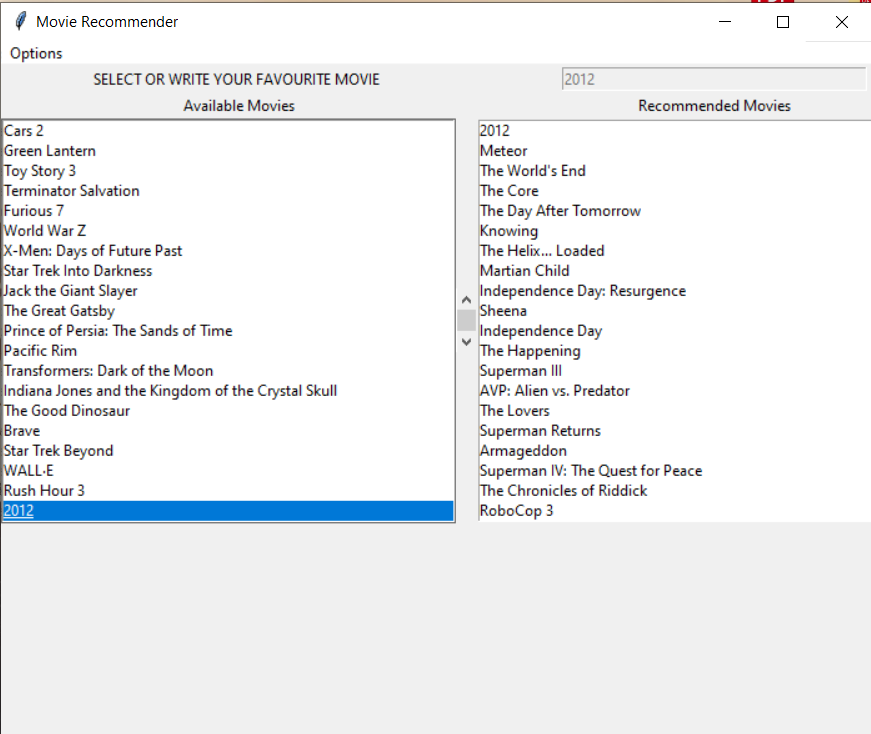 Movie Recommender
Options
SELECT OR WRITE YOUR FAVOURITE MOVIE
2012
Available Movies
Recommended Movies
Cars 2
Green Lantern
Toy Story 3
Terminator Salvation
Furious 7
World War Z
X-Men: Days of Future Past
Star Trek Into Darkness
Jack the Giant Slayer
The Great Gatsby
Prince of Persia: The Sands of Time
Pacific Rim
Transformers: Dark of the Moon
Indiana Jones and the Kingdom of the Crystal Skull
The Good Dinosaur
Brave
Star Trek Beyond
WALL·E
Rush Hour 3
2012
2012
Meteor
The World's End
The Core
The Day After Tomorrow
Knowing
The Helix... Loaded
Martian Child
Independence Day: Resurgence
Sheena
Independence Day
The Happening
Superman III
AVP: Alien vs. Predator
The Lovers
Superman Returns
Armageddon
Superman IV: The Quest for Peace
The Chronicles of Riddick
RoboCop 3